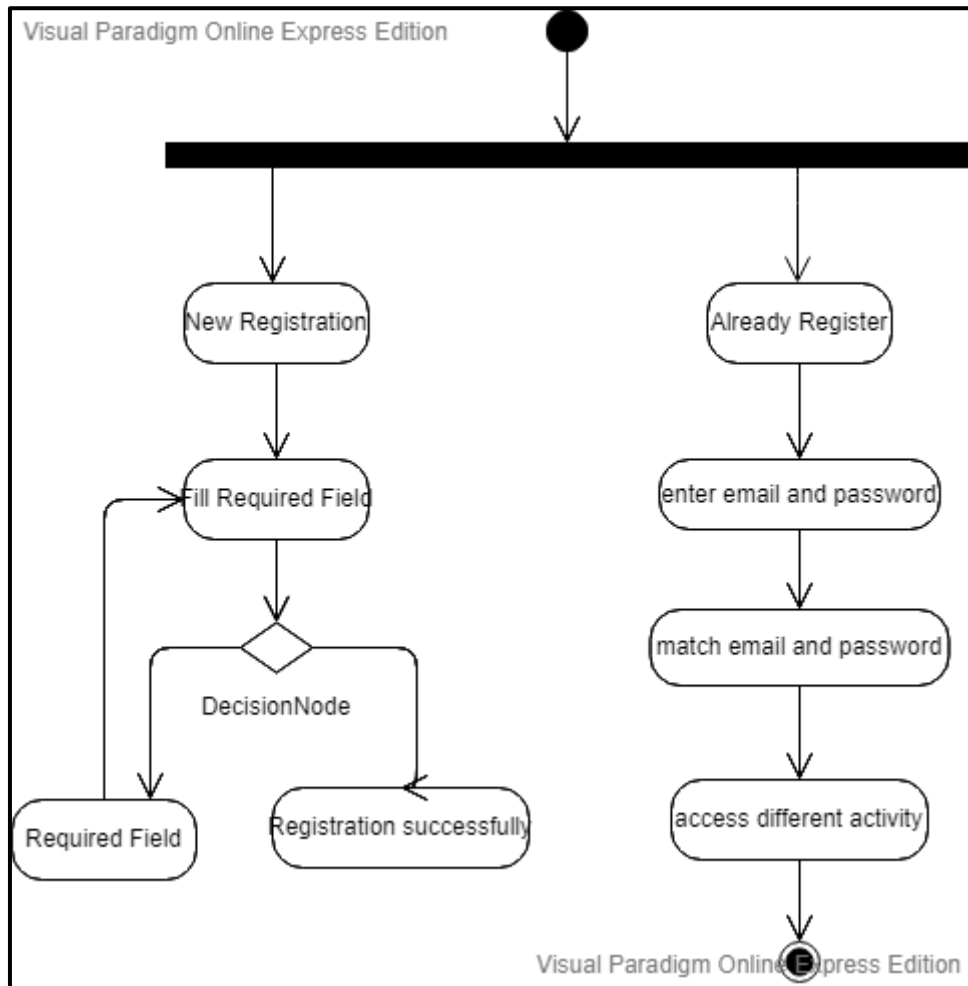 Visual Paradigm Online Express Edition
New Registration
Already Register
Fill Required Field
enter email and password
match email and password
DecisionNode
Required Field
Registration successfully
access different activity
Visual Paradigm Online Express Edition